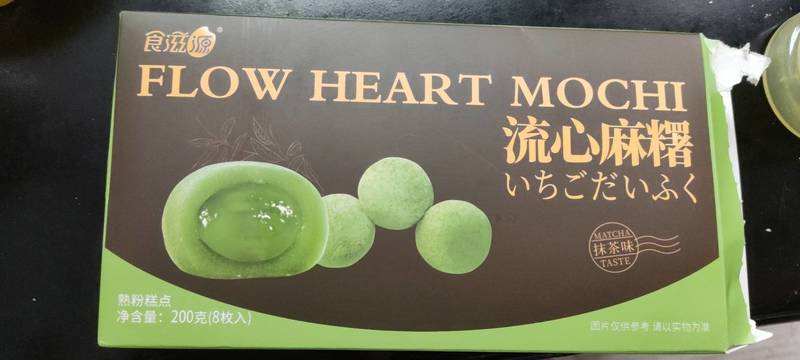 食滋源®
FLOW HEART MOCHI
流心麻糬
いちごだいふく
MATCHA
抹茶味
TASTE
熟粉糕点
净含量: 200克(8枚入)
图片仅供参考 请以实物为准